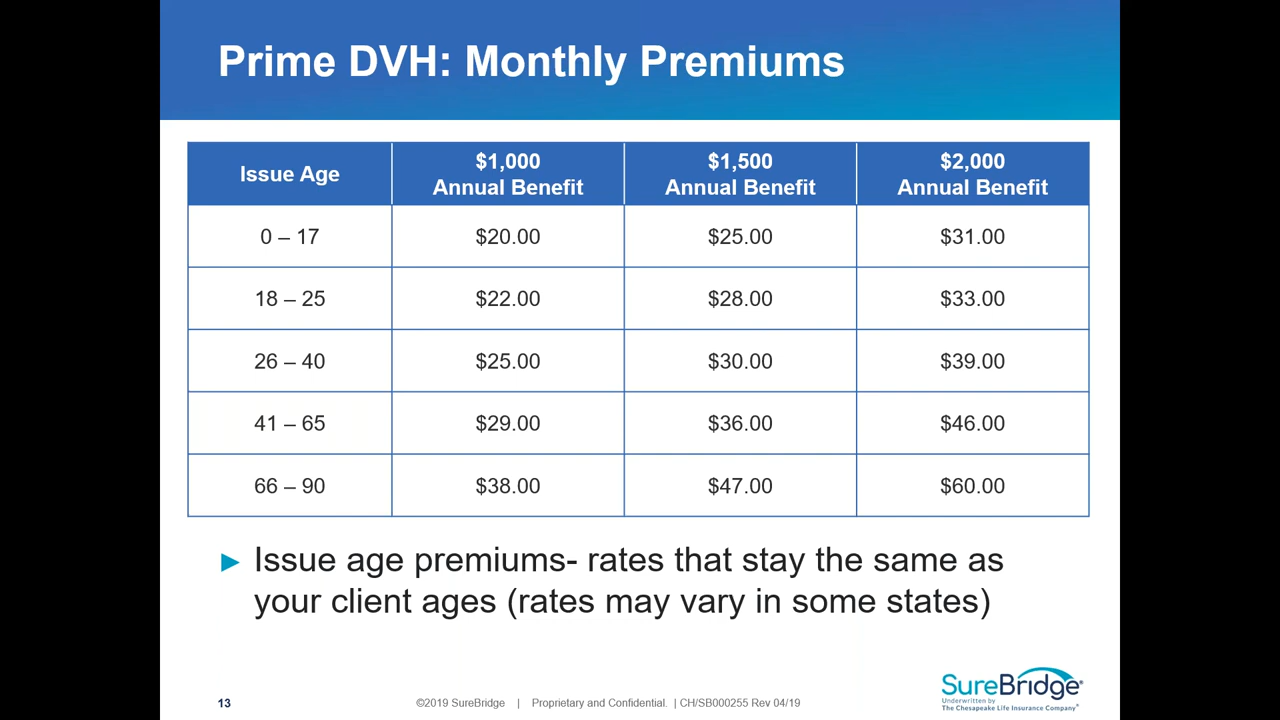 Prime DVH: Monthly Premiums
Issue Age
$1,000
Annual Benefit
$1,500
Annual Benefit
$2,000
Annual Benefit
0 – 17
$20.00
$25.00
$31.00
18 – 25
$22.00
$28.00
$33.00
26 – 40
$25.00
$30.00
$39.00
41 – 65
$29.00
$36.00
$46.00
66 – 90
$38.00
$47.00
$60.00
► Issue age premiums- rates that stay the same as
your client ages (rates may vary in some states)
13
©2019 SureBridge | Proprietary and Confidential. | CH/SB000255 Rev 04/19
SureBridge®
Underwritten by
The Chesapeake Life Insurance Company®